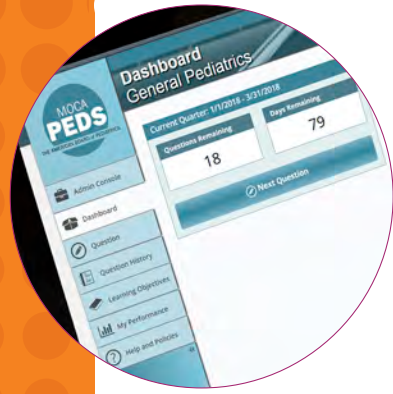 MOCA
PEDS
THE AMERICAN BOARD of PEDIATRICS
Dashboard
General Pediatrics
Current Quarter: 1/1/2018 - 3/31/2018
Questions Remaining
18
Days Remaining
79
Next Question
Admin Console
Dashboard
Question
Question History
Learning Objectives
My Performance
Help and Policies
«